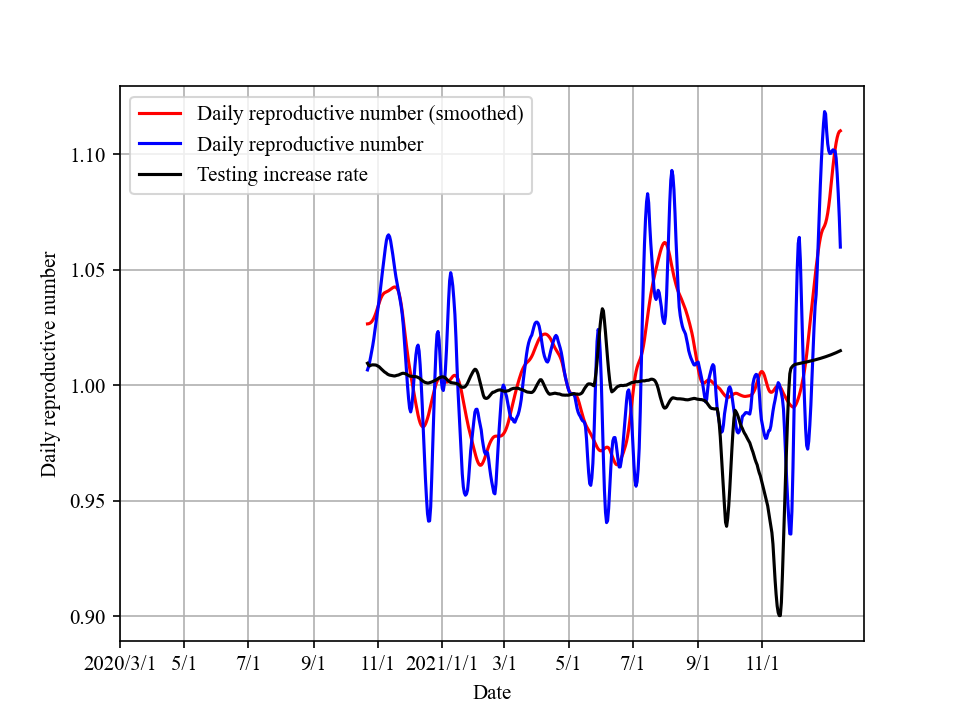 Daily reproductive number (smoothed)
Daily reproductive number
Testing increase rate
Daily reproductive number
1.10
1.05
1.00
0.95
0.90
2020/3/1 5/1 7/1 9/1 11/1 2021/1/1 3/1 5/1 7/1 9/1 11/1
Date